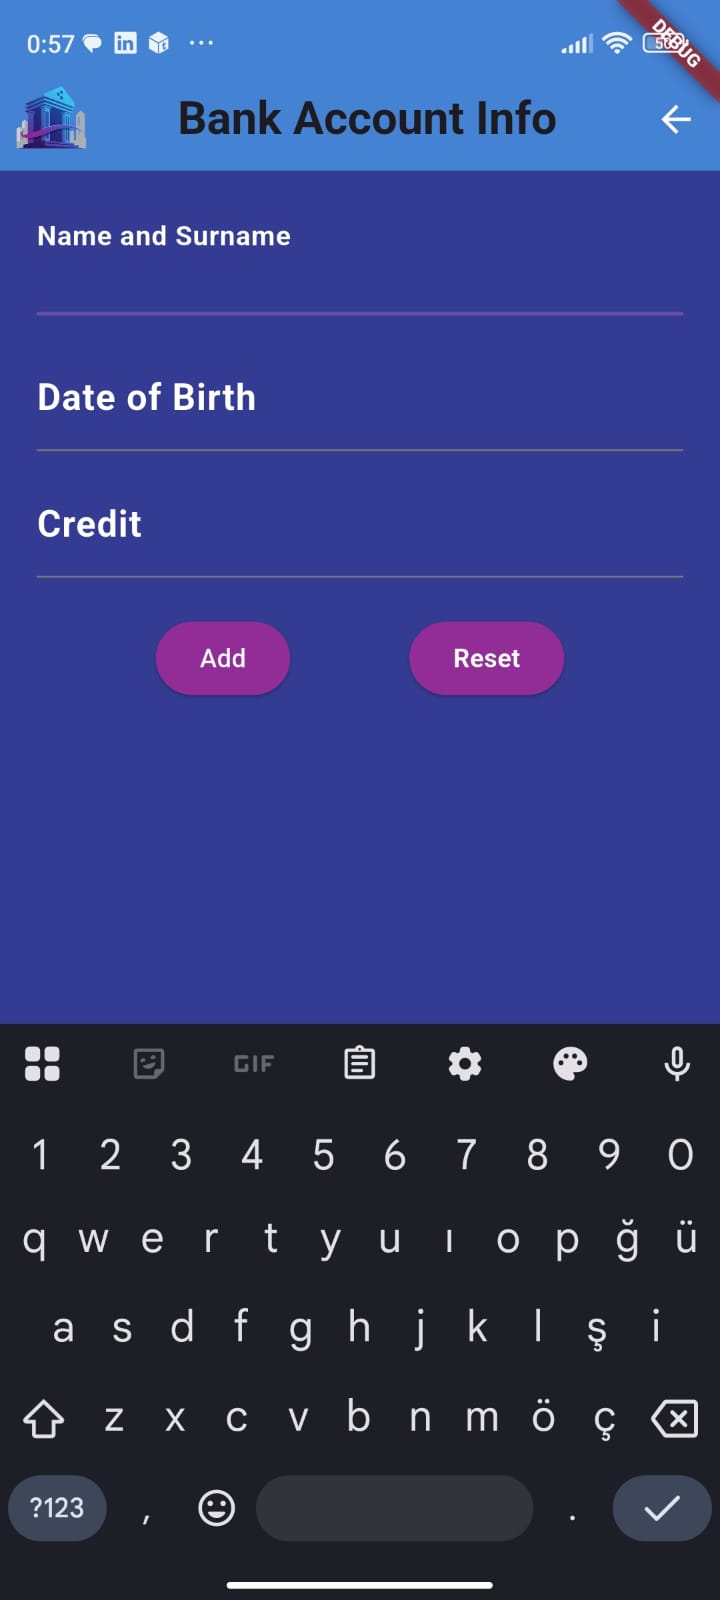 0:57
DEBUG
Bank Account Info
Name and Surname
Date of Birth
Credit
Add Reset
GIF
1 2 3 4 5 6 7 8 9 0
q w e r t y u ı o p ğ ü
a s d f g h j k l ş i
z x c v b n m ö ç
?123 , .